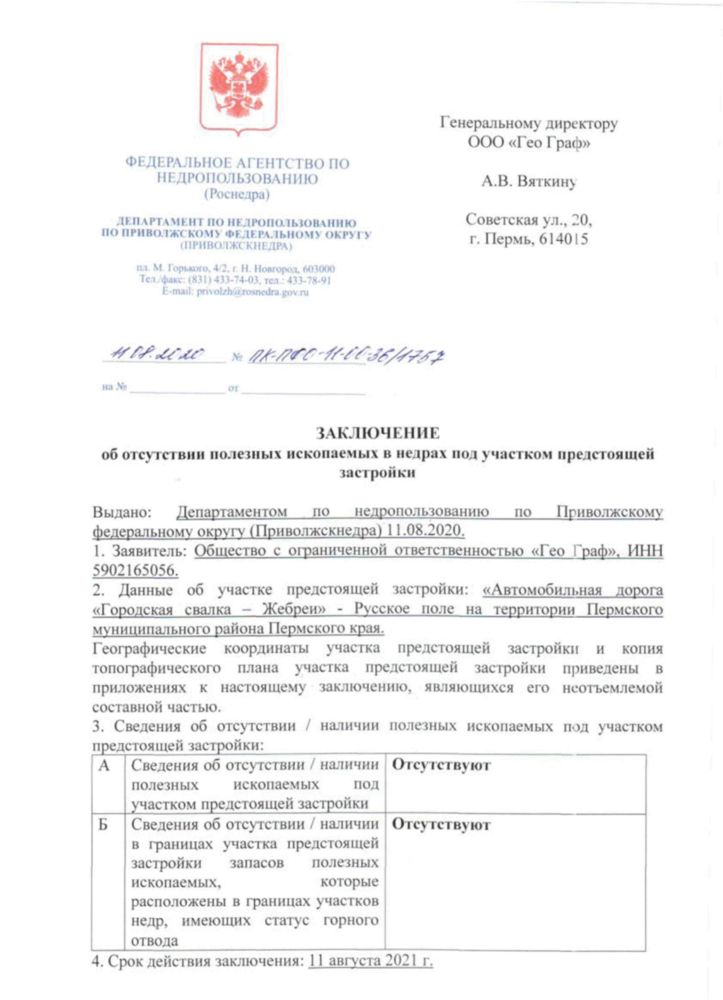 ФЕДЕРАЛЬНОЕ АГЕНТСТВО ПО
НЕДРОПОЛЬЗОВАНИЮ
(Роснедра)
ДЕПАРТАМЕНТ ПО НЕДРОПОЛЬЗОВАНИЮ
ПО ПРИВОЛЖСКОМУ ФЕДЕРАЛЬНОМУ ОКРУГУ
(ПРИВОЛЖСКНЕДРА)
пл. М. Горького, 4/2, г. Н. Новгород, 603000
Тел./факс: (831) 433-74-03, тел.: 433-78-91
E-mail: privolzh@rosnedra.gov.ru
Генеральному директору
ООО «Гео Граф»
А.В. Вяткину
Советская ул., 20,
г. Пермь, 614015
11 08.2020 № ПК-ПФО-11-00-36/1757
на № от
ЗАКЛЮЧЕНИЕ
об отсутствии полезных ископаемых в недрах под участком предстоящей
застройки
Выдано: Департаментом по недропользованию по Приволжскому
федеральному округу (Приволжскнедра) 11.08.2020.
1. Заявитель: Общество с ограниченной ответственностью «Гео Граф», ИНН
5902165056.
2. Данные об участке предстоящей застройки: «Автомобильная дорога
«Городская свалка – Жебреи» - Русское поле на территории Пермского
муниципального района Пермского края.
Географические координаты участка предстоящей застройки и копия
топографического плана участка предстоящей застройки приведены в
приложениях к настоящему заключению, являющихся его неотъемлемой
составной частью.
3. Сведения об отсутствии / наличии полезных ископаемых под участком
предстоящей застройки:
А Сведения об отсутствии / наличии Отсутствуют
полезных ископаемых под
участком предстоящей застройки
Б Сведения об отсутствии / наличии Отсутствуют
в границах участка предстоящей
застройки запасов полезных
ископаемых, которые
расположены в границах участков
недр, имеющих статус горного
отвода
4. Срок действия заключения: 11 августа 2021 г.